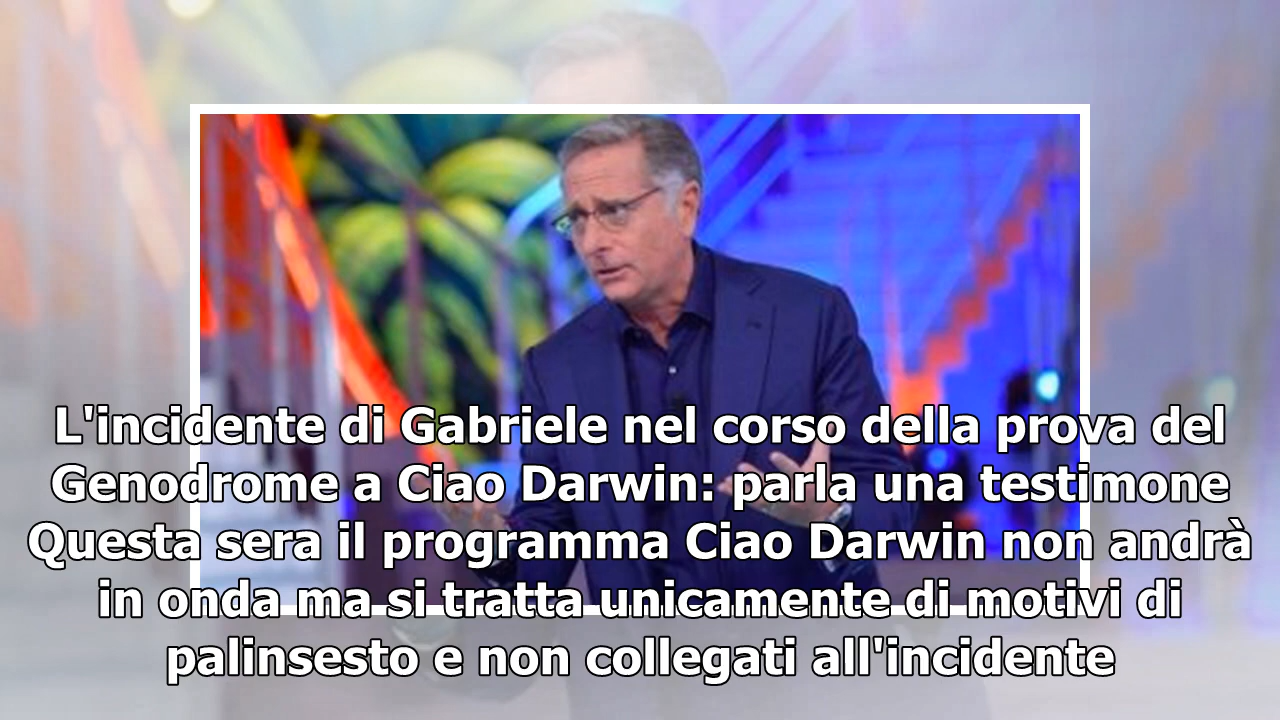 L'incidente di Gabriele nel corso della prova del
Genodrome a Ciao Darwin: parla una testimone
Questa sera il programma Ciao Darwin non andrà
in onda ma si tratta unicamente di motivi di
palinsesto e non collegati all'incidente